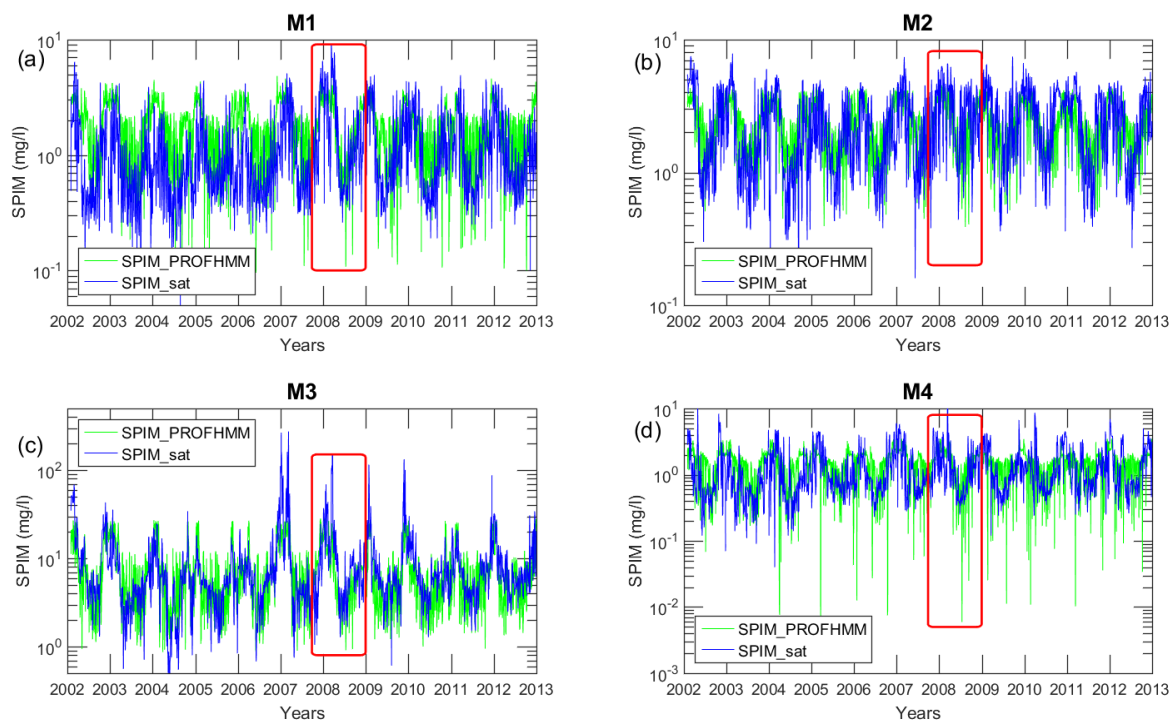 M1
(a)
10^1
10^0
10^-1
SPIM (mg/l)
SPIM_PROFHMM
SPIM_sat
2002 2003 2004 2005 2006 2007 2008 2009 2010 2011 2012 2013
Years
M2
(b)
10^1
10^0
10^-1
SPIM (mg/l)
SPIM_PROFHMM
SPIM_sat
2002 2003 2004 2005 2006 2007 2008 2009 2010 2011 2012 2013
Years
M3
(c)
10^2
10^1
10^0
SPIM (mg/l)
SPIM_PROFHMM
SPIM_sat
2002 2003 2004 2005 2006 2007 2008 2009 2010 2011 2012 2013
Years
M4
(d)
10^1
10^0
10^-1
10^-2
10^-3
SPIM (mg/l)
SPIM_PROFHMM
SPIM_sat
2002 2003 2004 2005 2006 2007 2008 2009 2010 2011 2012 2013
Years